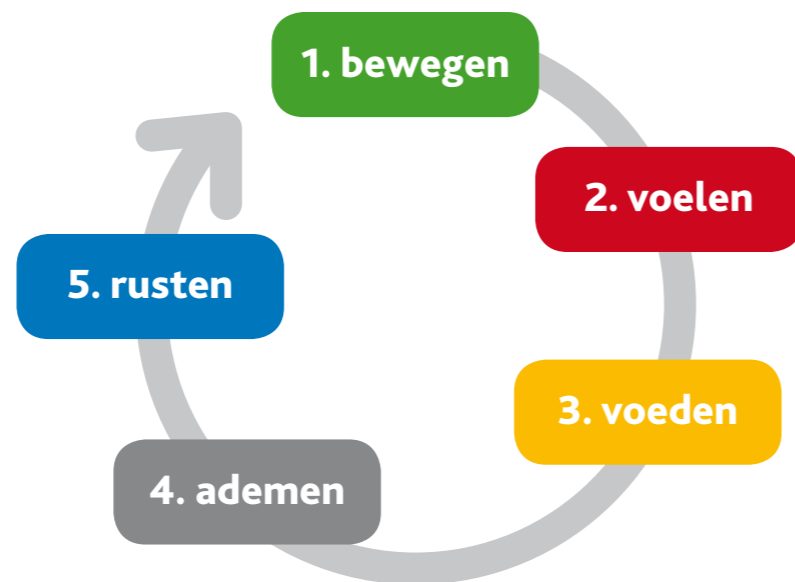 1. bewegen
2. voelen
3. voeden
4. ademen
5. rusten